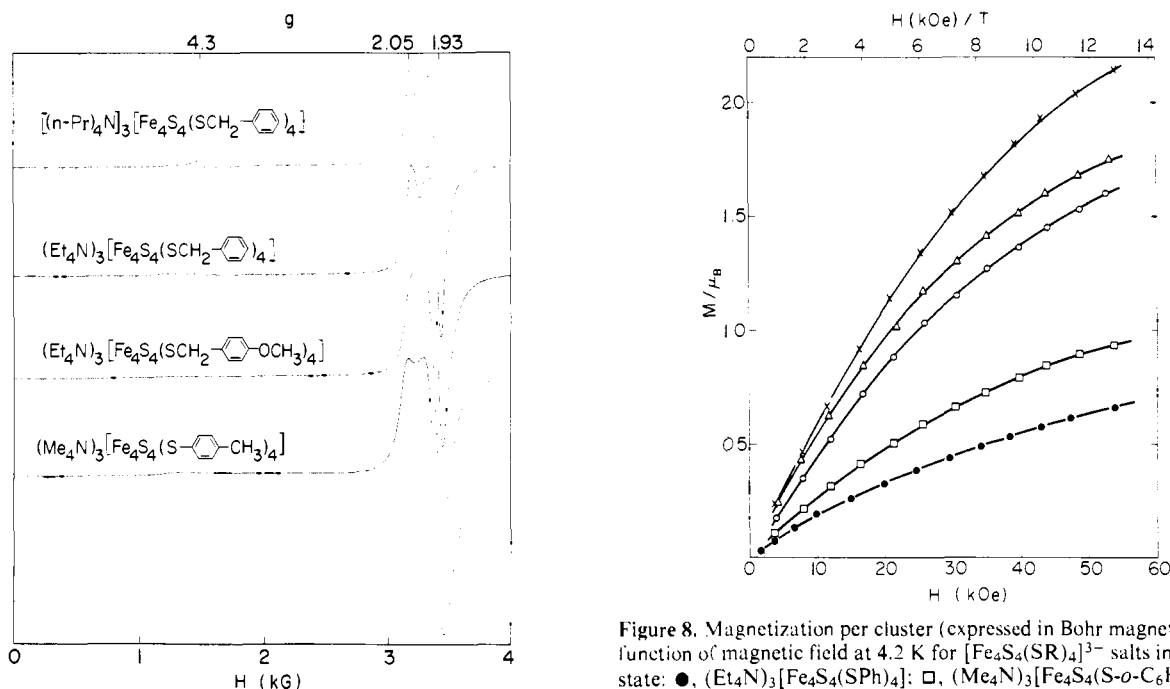 g
4.3 2.05 1.93
[(n-Pr)4N]3[Fe4S4(SCH2-)4]
(Et4N)3[Fe4S4(SCH2-)4]
(Et4N)3[Fe4S4(SCH2-OCH3)4]
(Me4N)3[Fe4S4(S-CH3)4]
0 1 2 3 4
H (kG)
H (kOe)/T
0 2 4 6 8 10 12 14
2.0
1.5
1.0
0.5
M/μB
0 10 20 30 40 50 60
H (kOe)
Figure 8. Magnetization per cluster (expressed in Bohr magnet
function of magnetic field at 4.2 K for [Fe4S4(SR)4]3- salts in
state: ●, (Et4N)3[Fe4S4(SPh)4]; □, (Me4N)3[Fe4S4(S-o-C6H